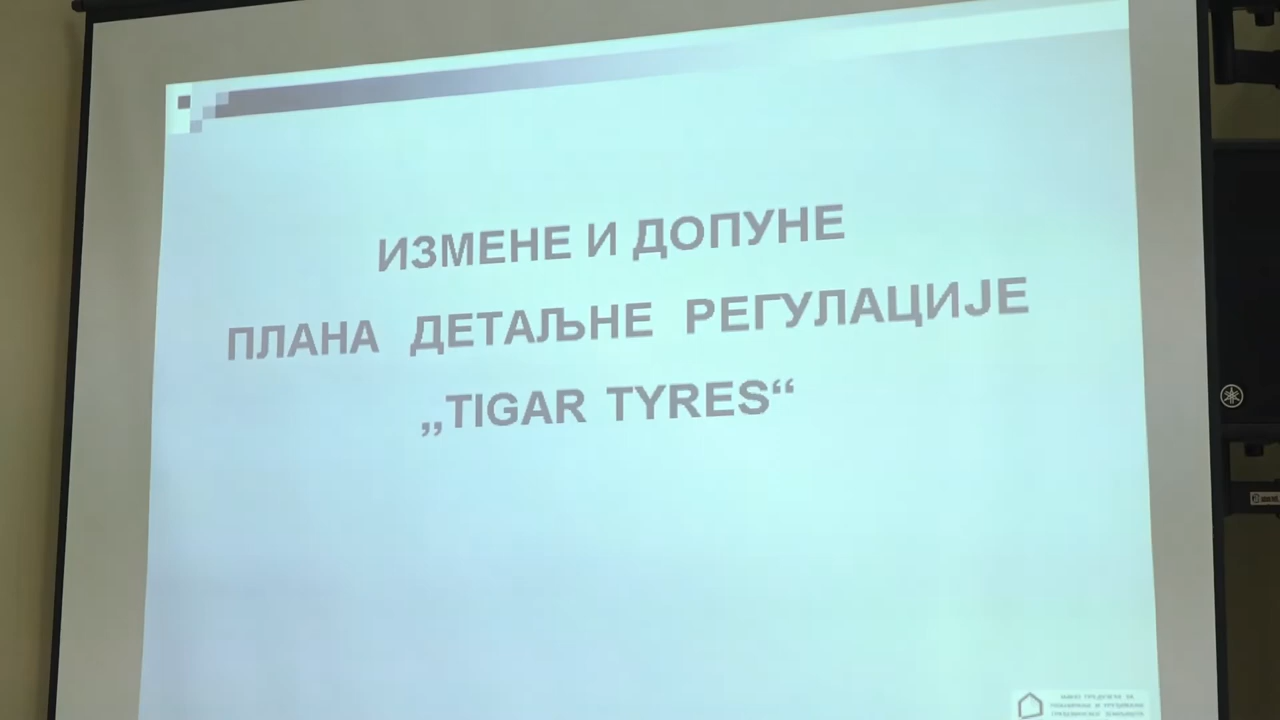 ИЗМЕНЕ И ДОПУНЕ
ПЛАНА ДЕТАЉНЕ РЕГУЛАЦИЈЕ
„TIGAR TYRES“